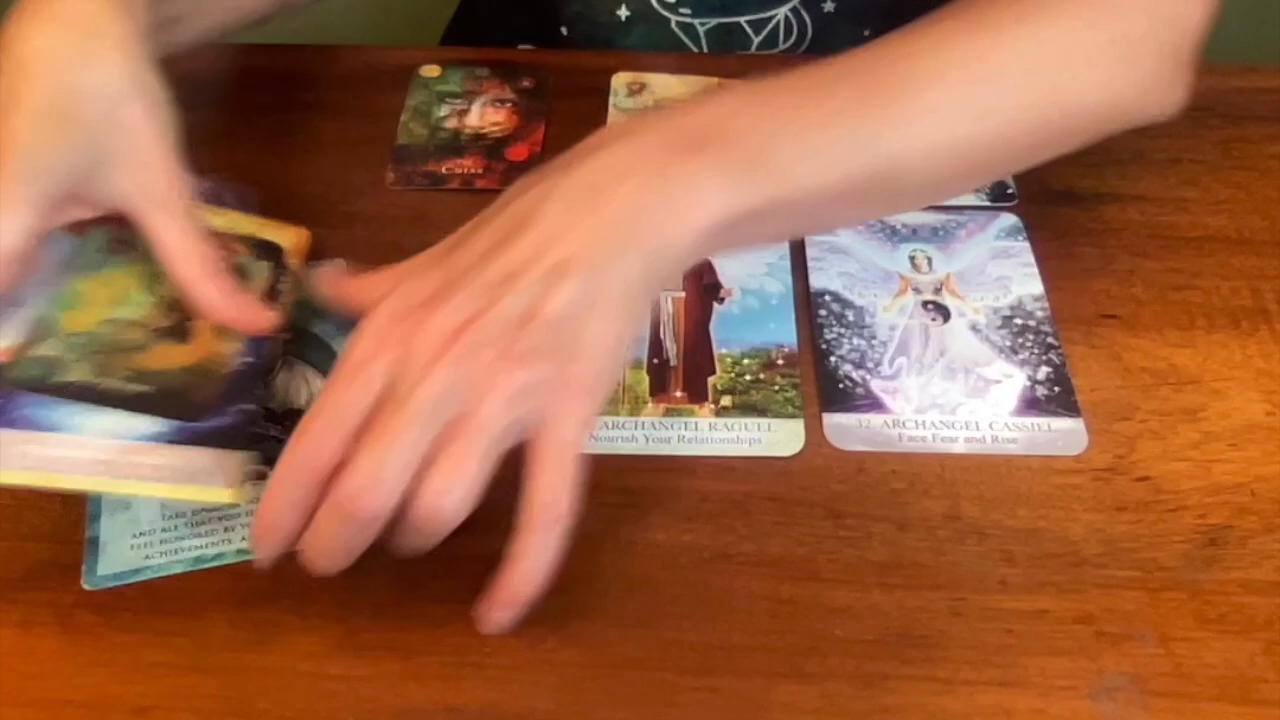 Curse
ARCHANGEL RAGUEL
Nourish Your Relationships
32 ARCHANGEL CASSIEL
Face Fear and Rise
TAKE
AND ALL THAT YOU
FEEL HONORED BY
ACHIEVEMENTS.